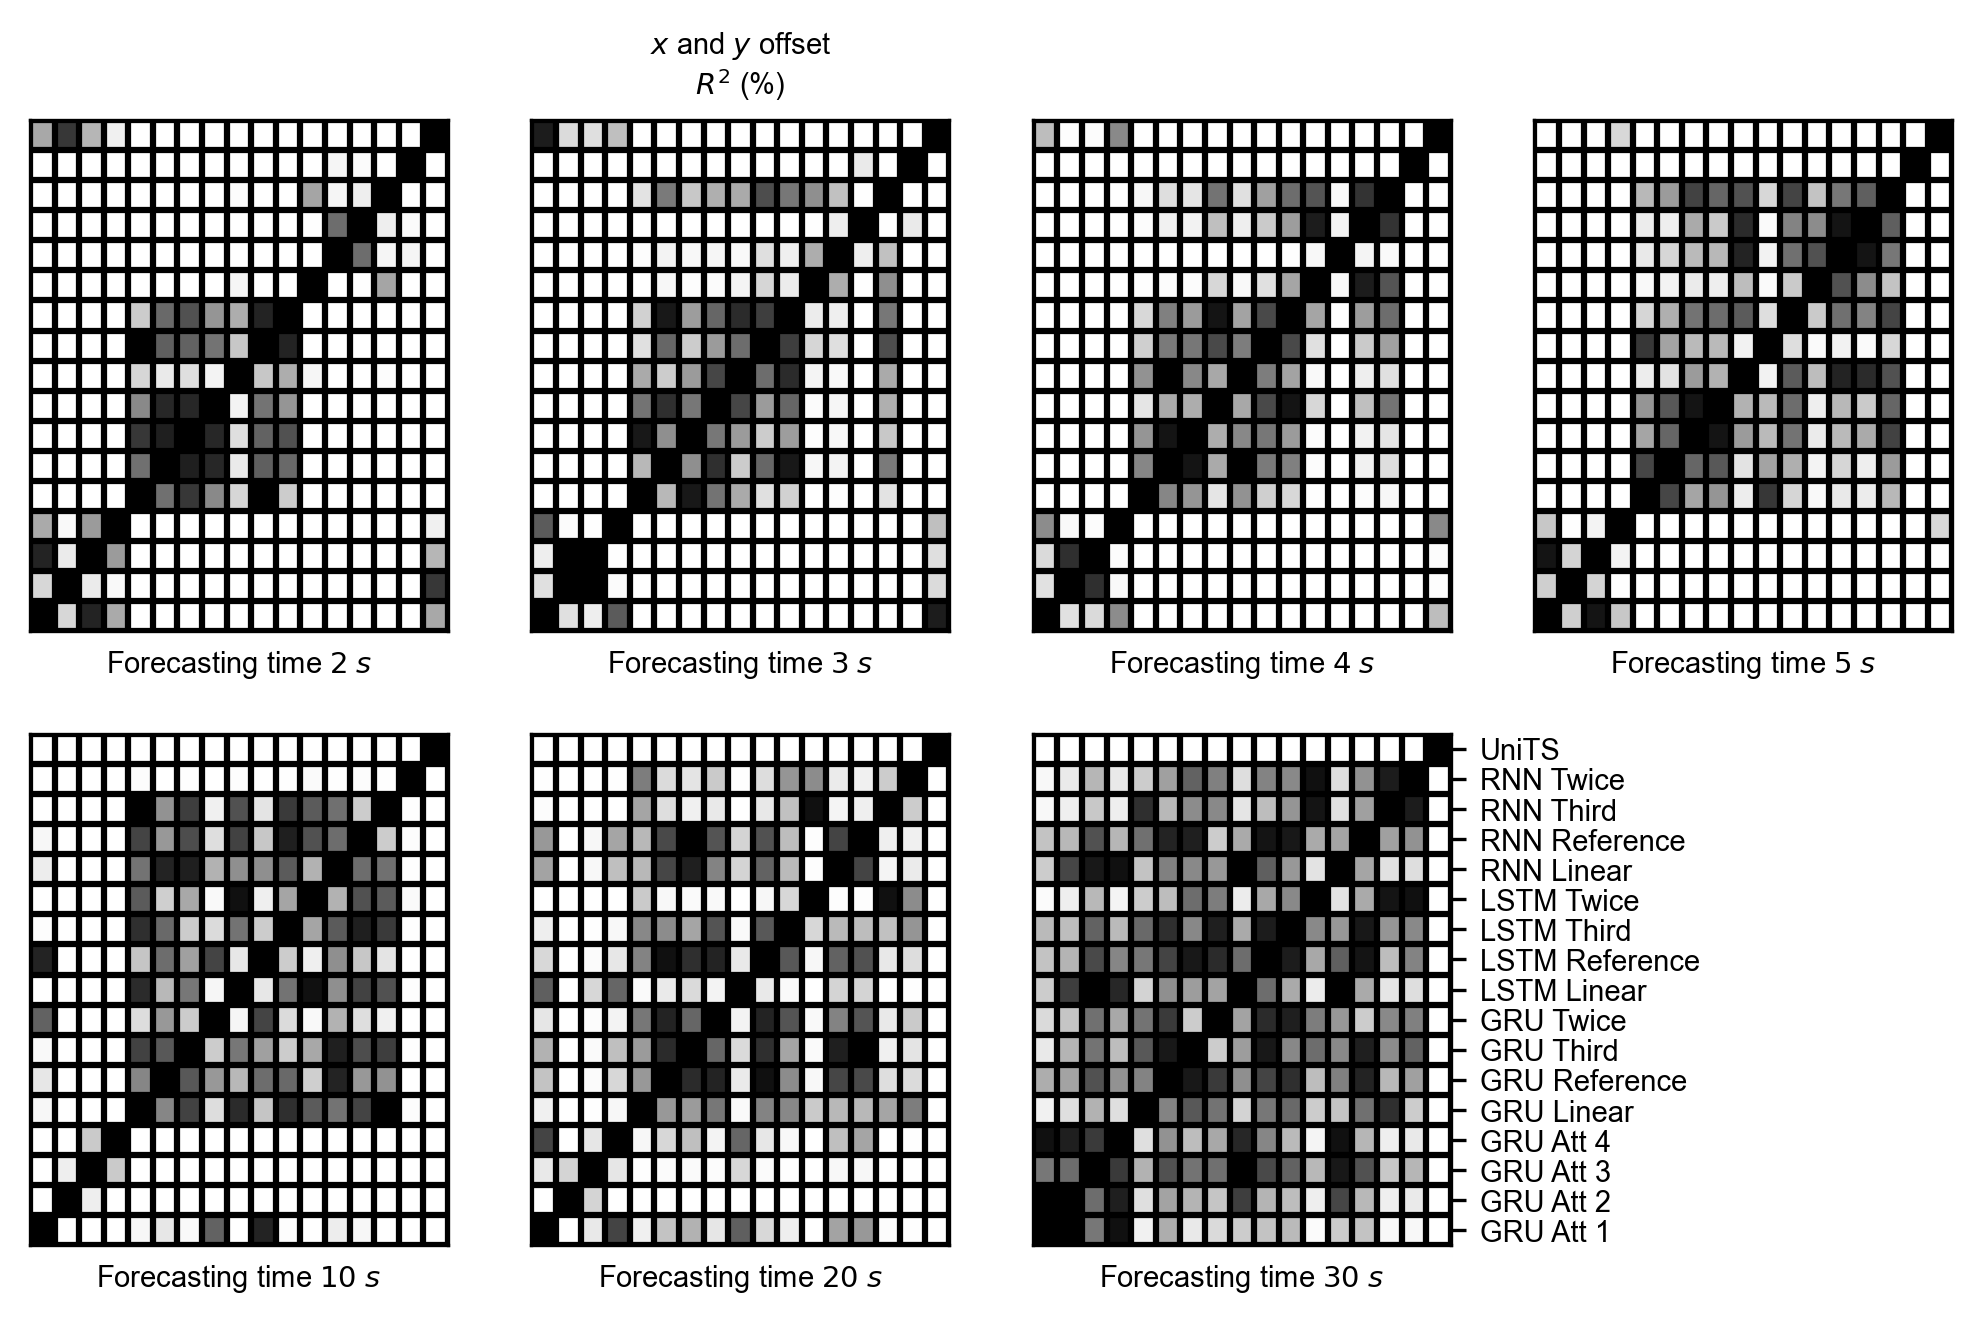 x and y offset
R² (%)
Forecasting time 2 s
Forecasting time 3 s
Forecasting time 4 s
Forecasting time 5 s
UniTS
RNN Twice
RNN Third
RNN Reference
RNN Linear
LSTM Twice
LSTM Third
LSTM Reference
LSTM Linear
GRU Twice
GRU Third
GRU Reference
GRU Linear
GRU Att 4
GRU Att 3
GRU Att 2
GRU Att 1
Forecasting time 10 s
Forecasting time 20 s
Forecasting time 30 s